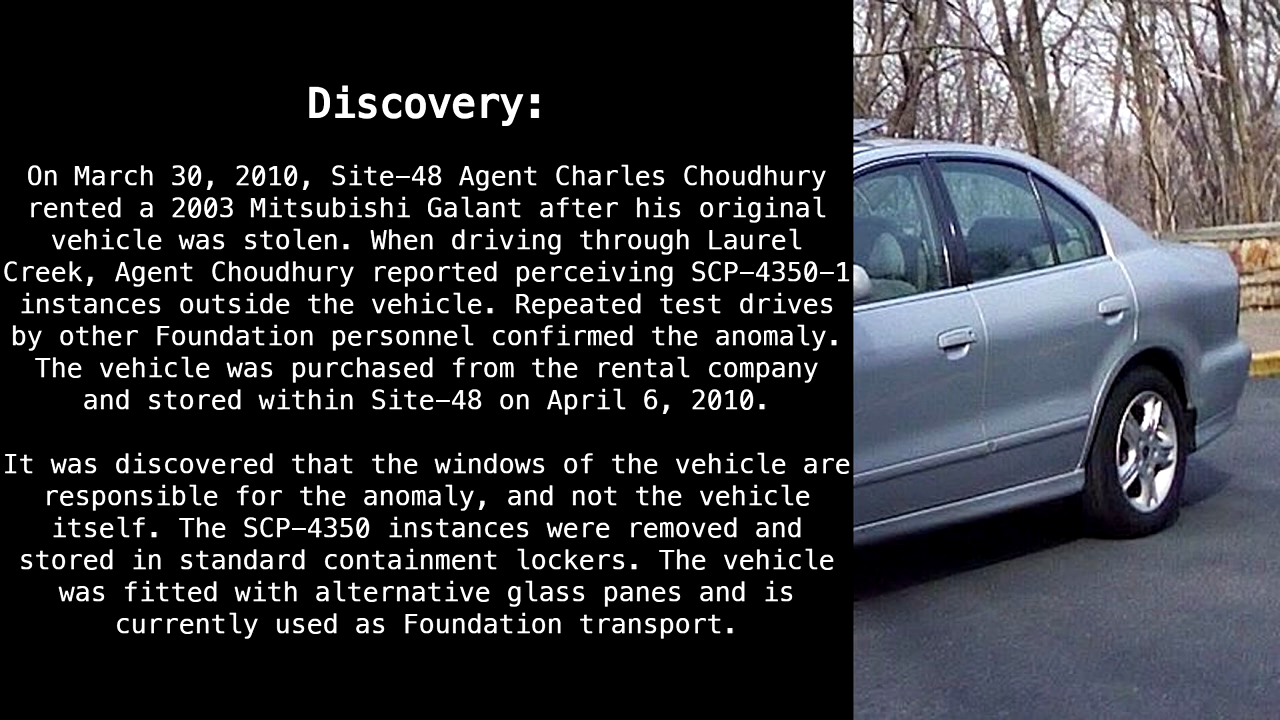 Discovery:
On March 30, 2010, Site-48 Agent Charles Choudhury
rented a 2003 Mitsubishi Galant after his original
vehicle was stolen. When driving through Laurel
Creek, Agent Choudhury reported perceiving SCP-4350-1
instances outside the vehicle. Repeated test drives
by other Foundation personnel confirmed the anomaly.
The vehicle was purchased from the rental company
and stored within Site-48 on April 6, 2010.
It was discovered that the windows of the vehicle are
responsible for the anomaly, and not the vehicle
itself. The SCP-4350 instances were removed and
stored in standard containment lockers. The vehicle
was fitted with alternative glass panes and is
currently used as Foundation transport.